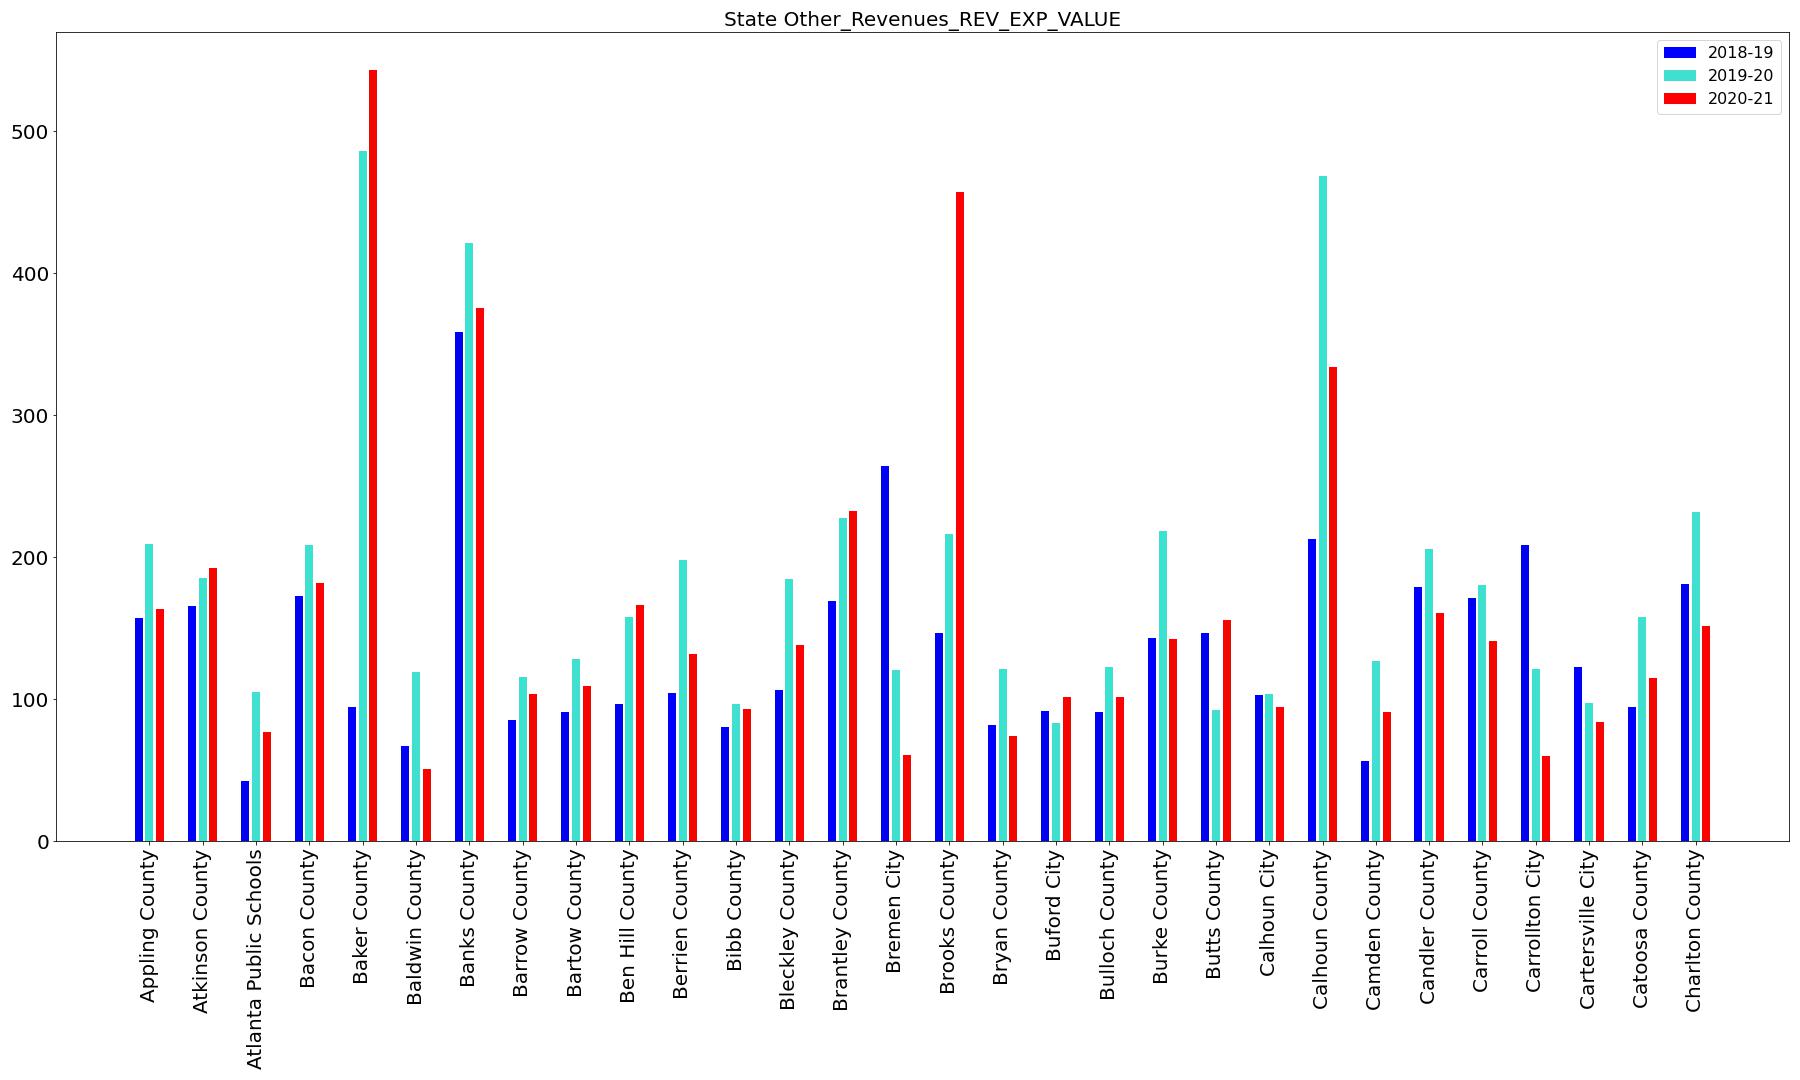 State Other_Revenues_REV_EXP_VALUE
2018-19
2019-20
2020-21
500
400
300
200
100
0
Appling County
Atkinson County
Atlanta Public Schools
Bacon County
Baker County
Baldwin County
Banks County
Barrow County
Bartow County
Ben Hill County
Berrien County
Bibb County
Bleckley County
Brantley County
Bremen City
Brooks County
Bryan County
Buford City
Bulloch County
Burke County
Butts County
Calhoun City
Calhoun County
Camden County
Candler County
Carroll County
Carrollton City
Cartersville City
Catoosa County
Charlton County